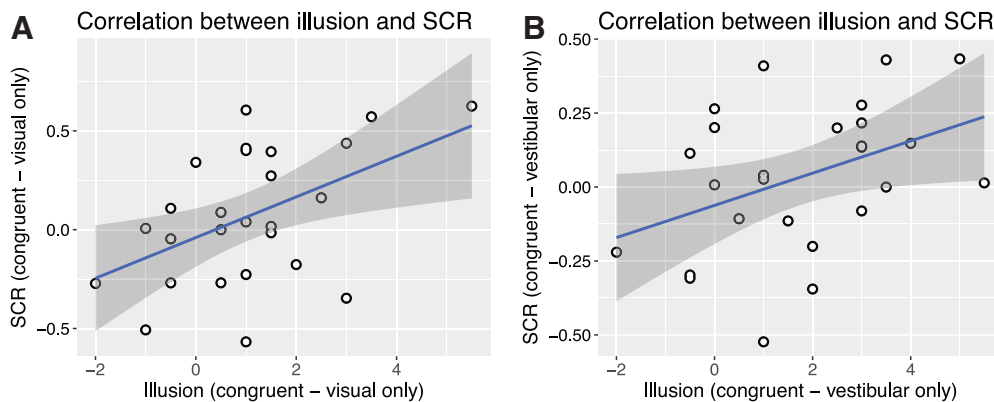 A
Correlation between illusion and SCR
SCR (congruent − visual only)
0.5
0.0
−0.5
−2
0
2
4
Illusion (congruent − visual only)
B
Correlation between illusion and SCR
SCR (congruent − vestibular only)
0.50
0.25
0.00
−0.25
−0.50
−2
0
2
4
Illusion (congruent − vestibular only)